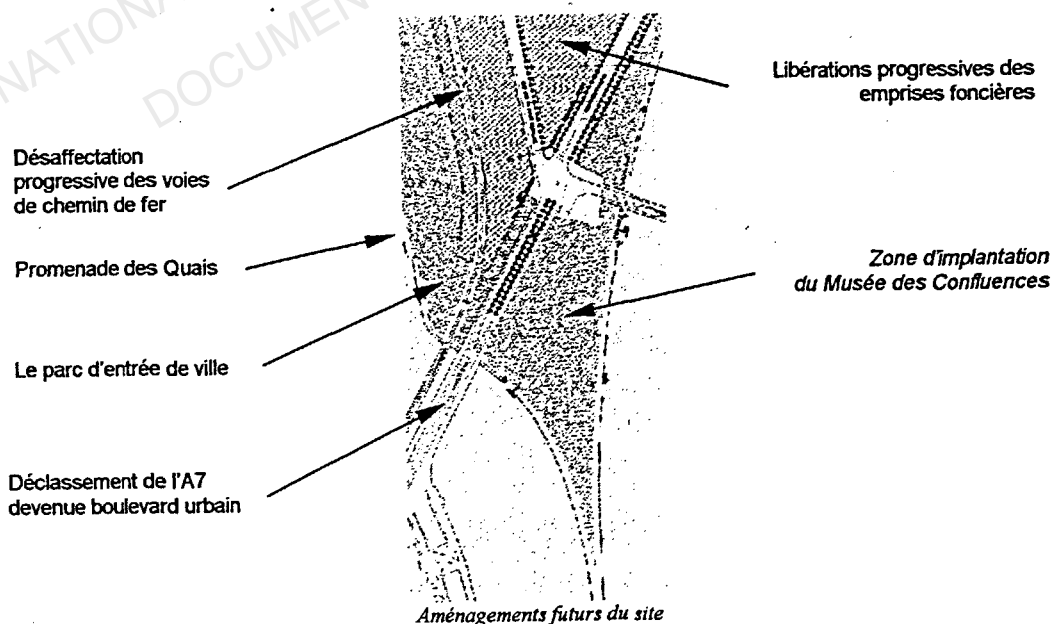 Libérations progressives des
emprises foncières
Désaffectation
progressive des voies
de chemin de fer
Promenade des Quais
Zone d'implantation
du Musée des Confluences
Le parc d'entrée de ville
Déclassement de l'A7
devenue boulevard urbain
Aménagements futurs du site